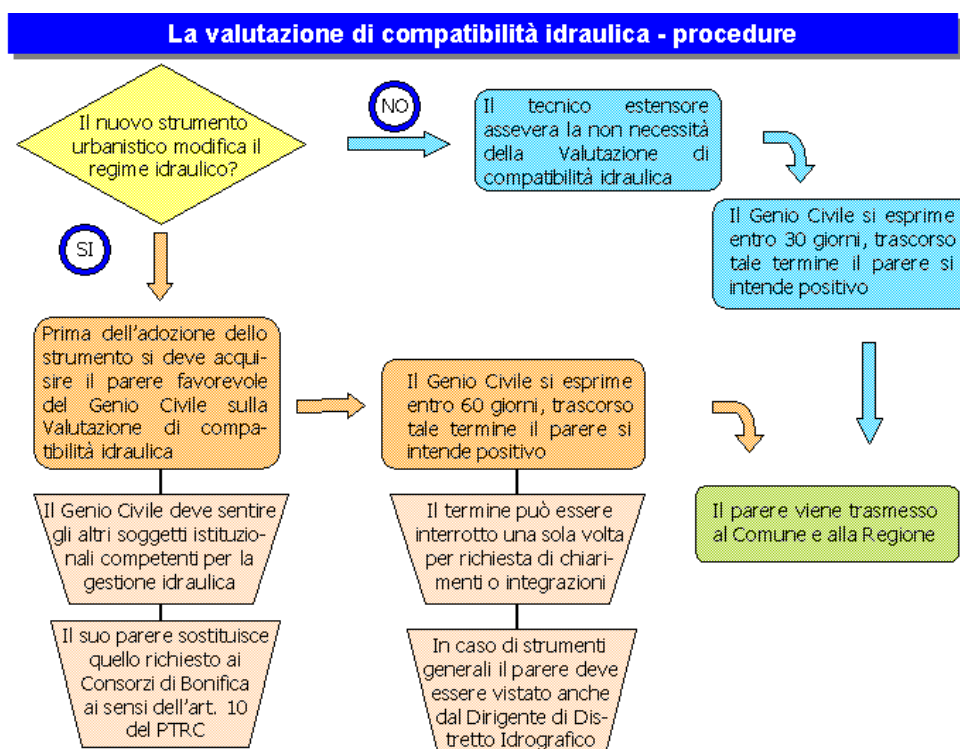 La valutazione di compatibilità idraulica - procedure
Il nuovo strumento
urbanistico modifica il
regime idraulico?
NO
Il tecnico estensore
assevera la non necessità
della Valutazione di
compatibilità idraulica
Il Genio Civile si esprime
entro 30 giorni, trascorso
tale termine il parere si
intende positivo
SI
Prima dell'adozione dello
strumento si deve acqui-
sire il parere favorevole
del Genio Civile sulla
Valutazione di compa-
tibilità idraulica
Il Genio Civile si esprime
entro 60 giorni, trascorso
tale termine il parere si
intende positivo
Il parere viene trasmesso
al Comune e alla Regione
Il Genio Civile deve sentire
gli altri soggetti istituzio-
nali competenti per la
gestione idraulica
Il termine può essere
interrotto una sola volta
per richiesta di chiari-
menti o integrazioni
Il suo parere sostituisce
quello richiesto ai
Consorzi di Bonifica
ai sensi dell'art. 10
del PTRC
In caso di strumenti
generali il parere deve
essere vistato anche
dal Dirigente di Dis-
tretto Idrografico